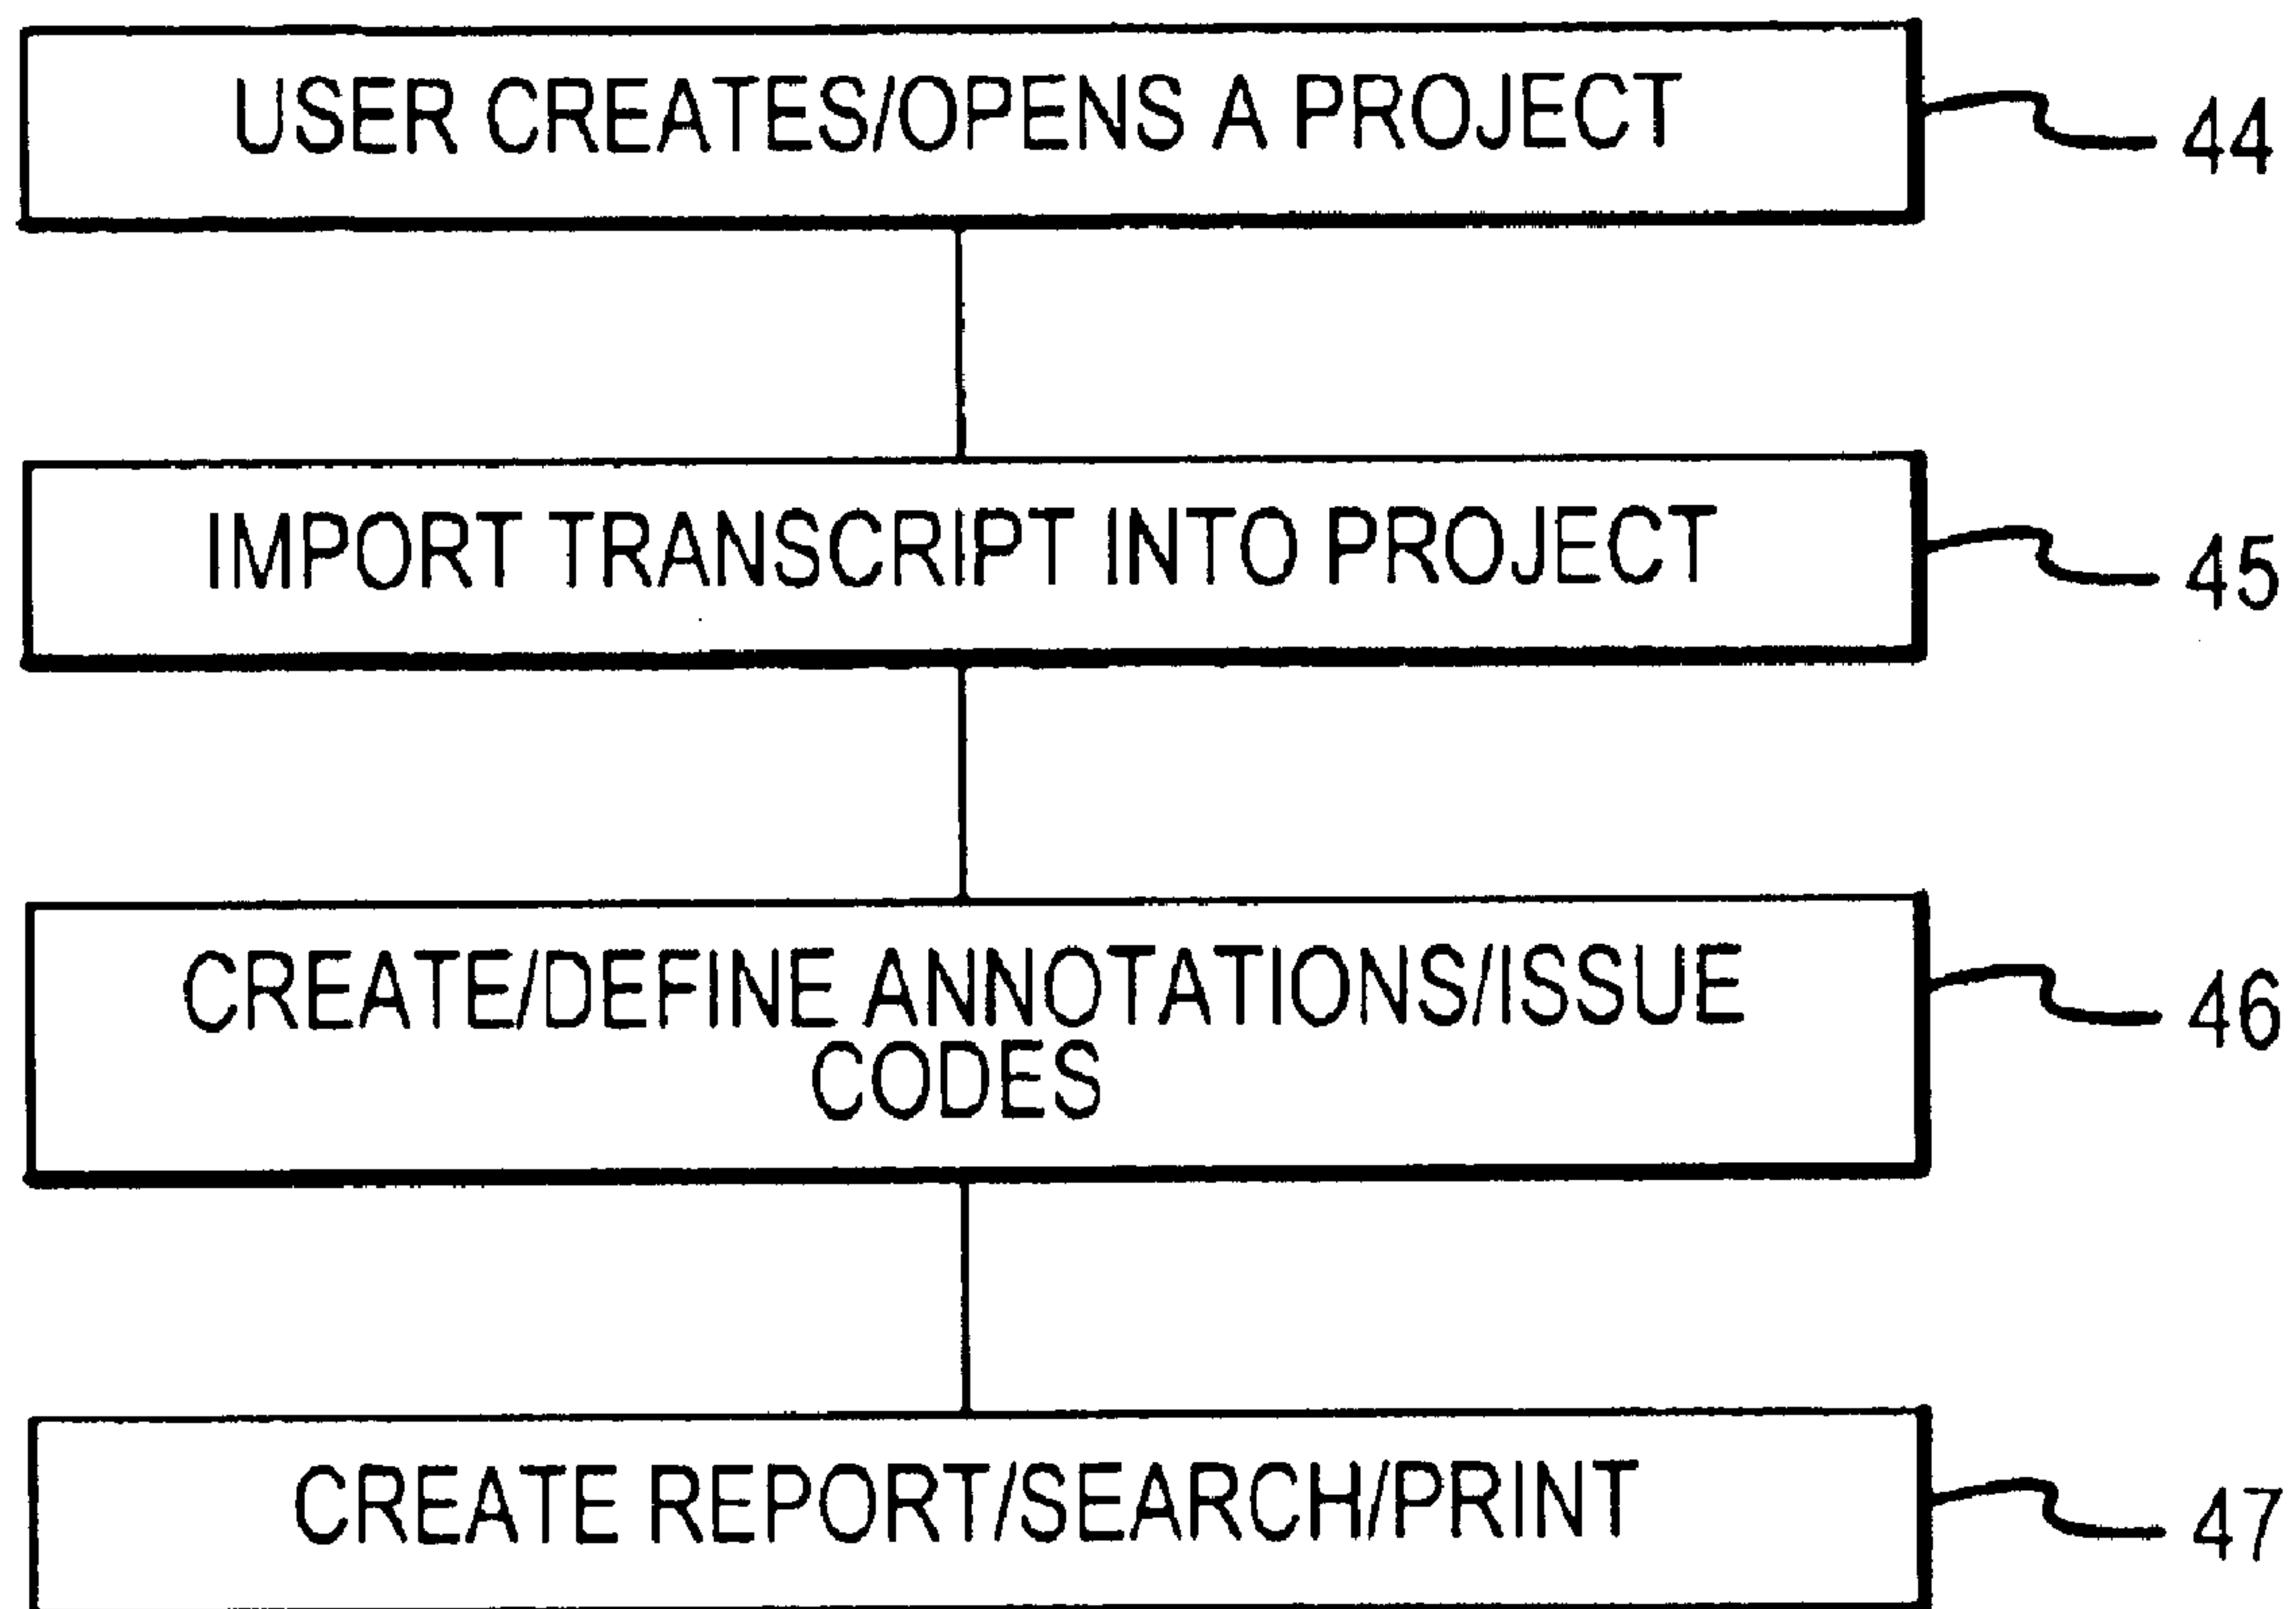 USER CREATES/OPENS A PROJECT
44
IMPORT TRANSCRIPT INTO PROJECT
45
CREATE/DEFINE ANNOTATIONS/ISSUE
CODES
46
CREATE REPORT/SEARCH/PRINT
47